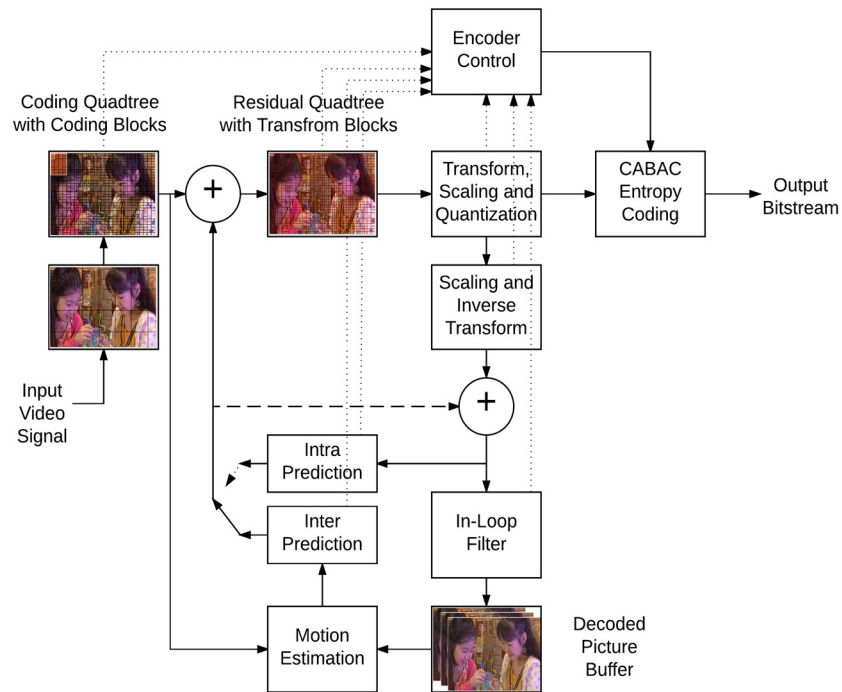 Encoder
Control
Coding Quadtree
with Coding Blocks
Residual Quadtree
with Transfrom Blocks
+
Transform,
Scaling and
Quantization
CABAC
Entropy
Coding
Output
Bitstream
Scaling and
Inverse
Transform
Input
Video
Signal
+
Intra
Prediction
Inter
Prediction
In-Loop
Filter
Motion
Estimation
Decoded
Picture
Buffer